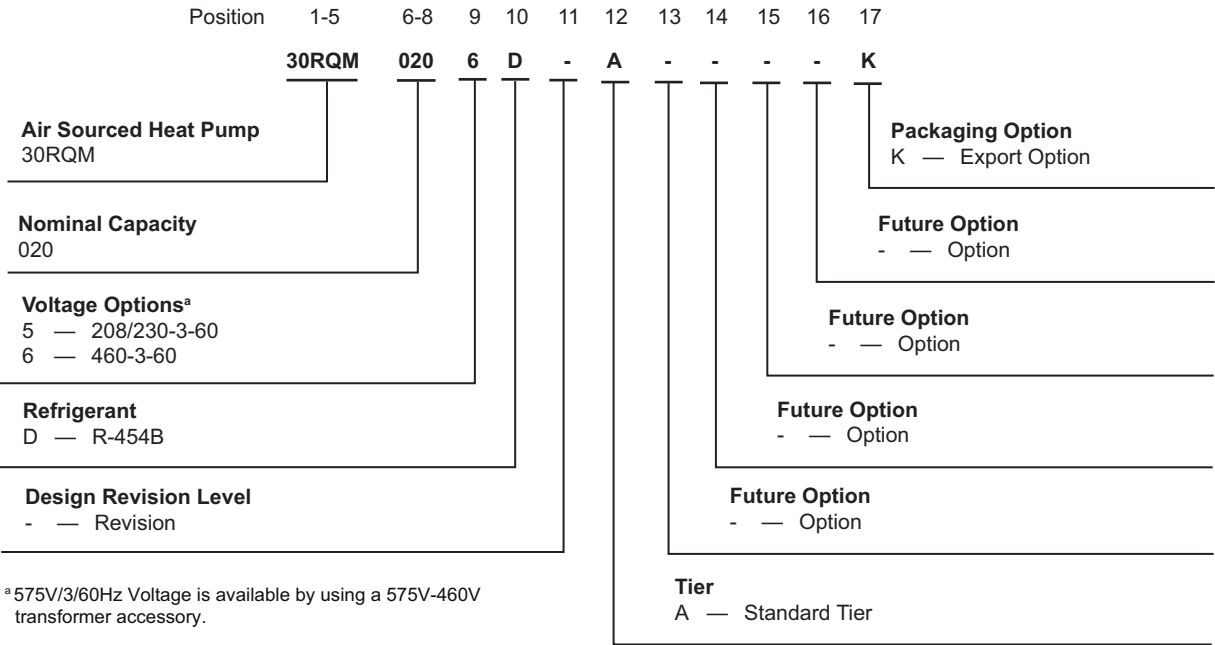 Position 1-5 6-8 9 10 11 12 13 14 15 16 17
30RQM 020 6 D - A - - - - K
Air Sourced Heat Pump
30RQM
Nominal Capacity
020
Voltage Optionsᵃ
5 — 208/230-3-60
6 — 460-3-60
Refrigerant
D — R-454B
Design Revision Level
- — Revision
ᵃ 575V/3/60Hz Voltage is available by using a 575V-460V
transformer accessory.
Packaging Option
K — Export Option
Future Option
- — Option
Future Option
- — Option
Future Option
- — Option
Future Option
- — Option
Tier
A — Standard Tier